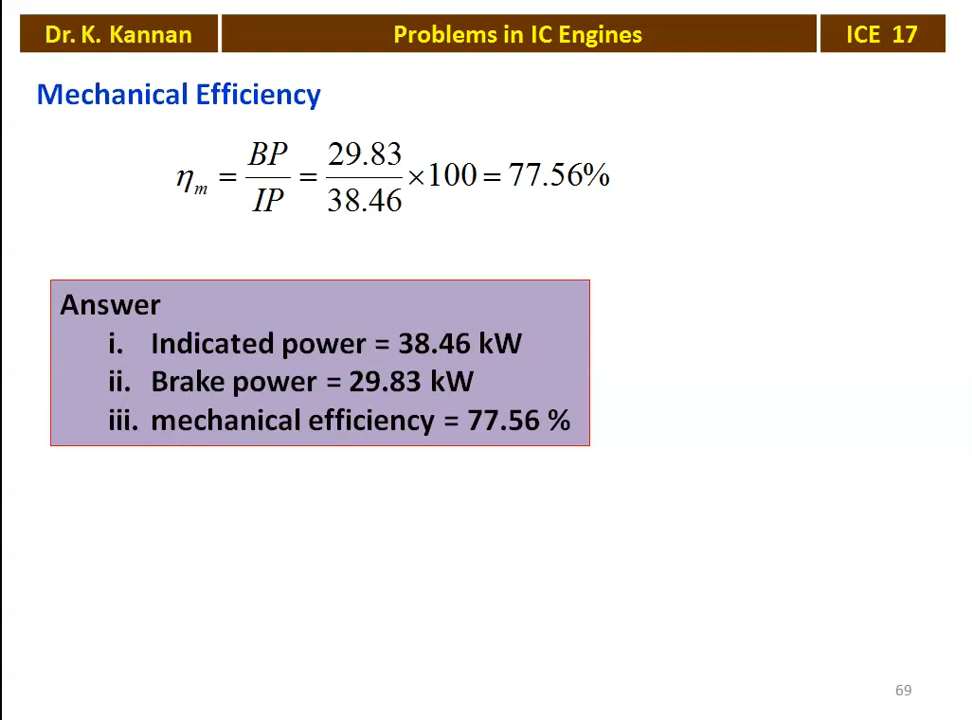 Dr. K. Kannan Problems in IC Engines ICE 17
Mechanical Efficiency
η_m = BP/IP = 29.83/38.46 ×100 = 77.56%
Answer
i. Indicated power = 38.46 kW
ii. Brake power = 29.83 kW
iii. mechanical efficiency = 77.56 %
69